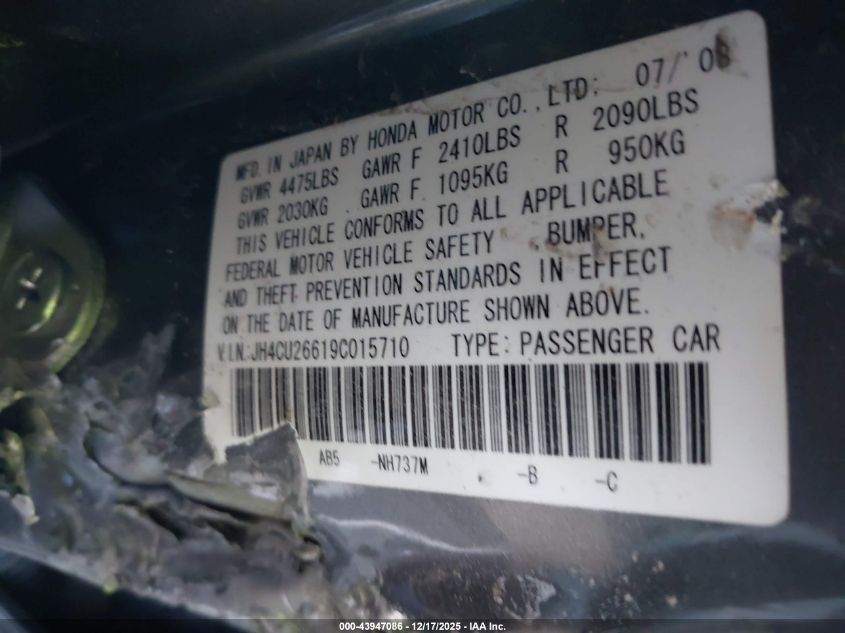 MFD. IN JAPAN BY HONDA MOTOR CO.,LTD. 07/'08
GVWR 4475LBS GAWR F 2410LBS R 2090LBS
GVWR 2030KG GAWR F 1095KG R 950KG
THIS VEHICLE CONFORMS TO ALL APPLICABLE
FEDERAL MOTOR VEHICLE SAFETY , BUMPER,
AND THEFT PREVENTION STANDARDS IN EFFECT
ON THE DATE OF MANUFACTURE SHOWN ABOVE.
V.I.N.:JH4CU26619C015710 TYPE: PASSENGER CAR
AB5 -NH737M -B -C
000-43947086 - 12/17/2025 - IAA Inc.